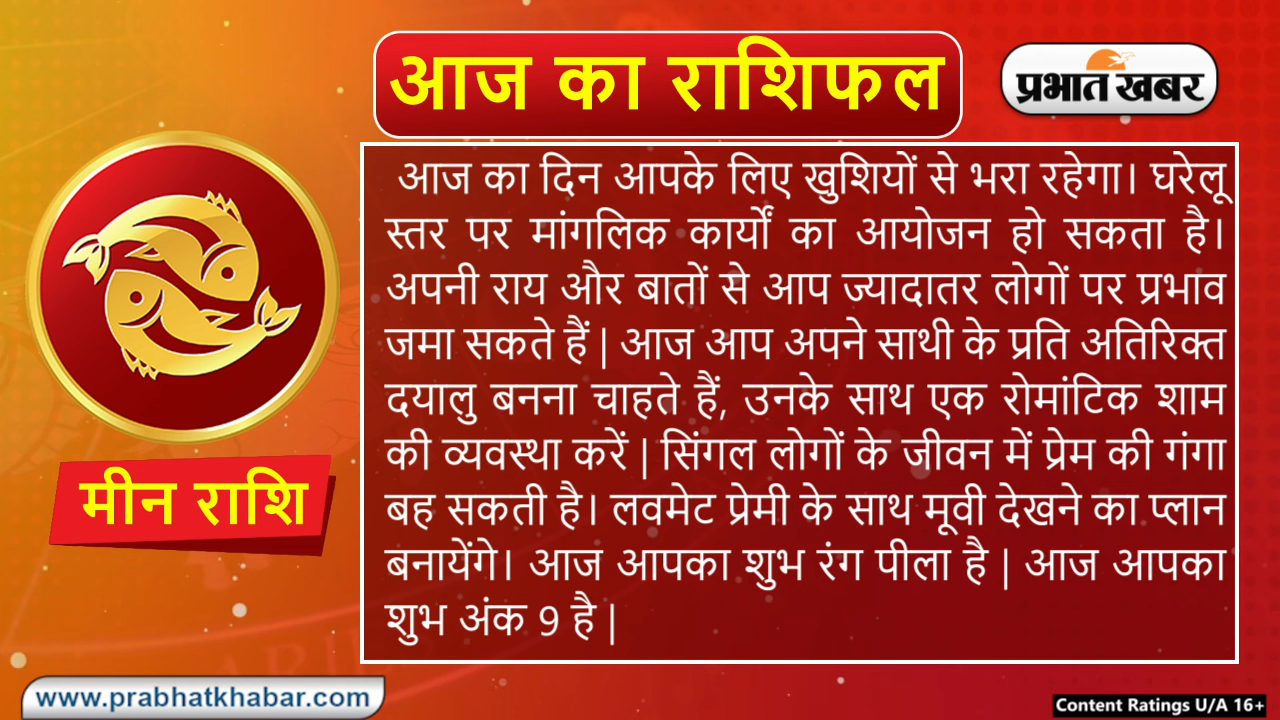 आज का राशिफल
प्रभात खबर
आज का दिन आपके लिए खुशियों से भरा रहेगा। घरेलू
स्तर पर मांगलिक कार्यों का आयोजन हो सकता है।
अपनी राय और बातों से आप ज्यादातर लोगों पर प्रभाव
जमा सकते हैं | आज आप अपने साथी के प्रति अतिरिक्त
दयालु बनना चाहते हैं, उनके साथ एक रोमांटिक शाम
की व्यवस्था करें | सिंगल लोगों के जीवन में प्रेम की गंगा
बह सकती है। लवमेट प्रेमी के साथ मूवी देखने का प्लान
बनायेंगे। आज आपका शुभ रंग पीला है | आज आपका
शुभ अंक 9 है |
मीन राशि
www.prabhatkhabar.com
Content Ratings U/A 16+